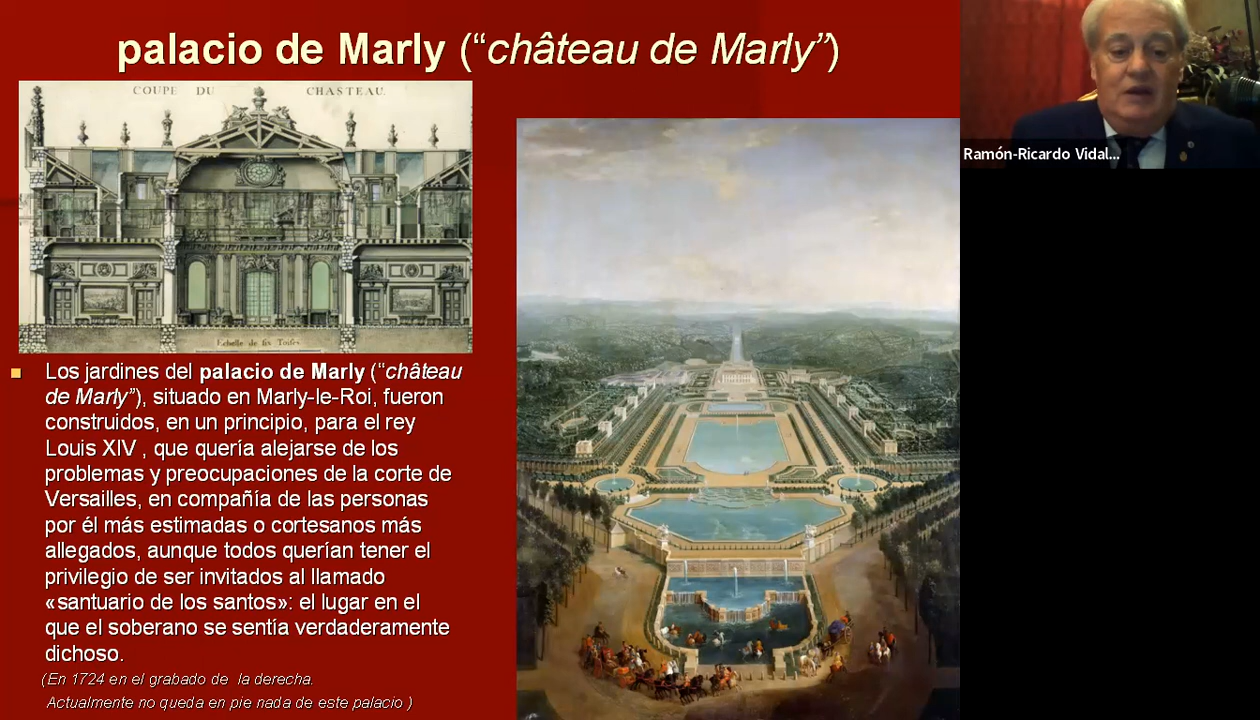 palacio de Marly (“château de Marly”)
COUPE DU CHASTEAU.
Echelle de six Toises
Los jardines del palacio de Marly (“château
de Marly”), situado en Marly-le-Roi, fueron
construidos, en un principio, para el rey
Louis XIV , que quería alejarse de los
problemas y preocupaciones de la corte de
Versailles, en compañía de las personas
por él más estimadas o cortesanos más
allegados, aunque todos querían tener el
privilegio de ser invitados al llamado
«santuario de los santos»: el lugar en el
que el soberano se sentía verdaderamente
dichoso.
(En 1724 en el grabado de la derecha.
Actualmente no queda en pie nada de este palacio )
Ramón-Ricardo Vidal...